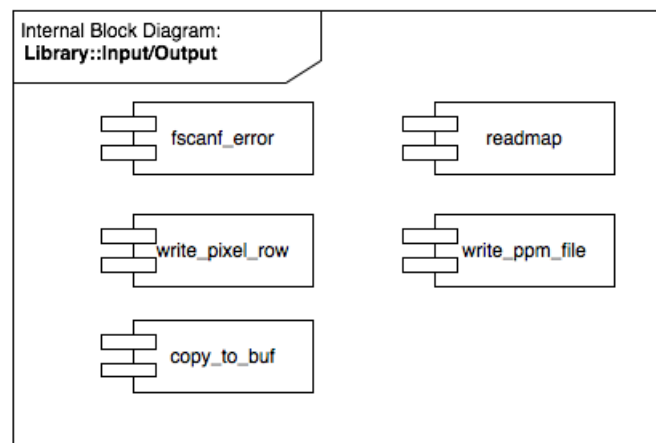 Internal Block Diagram:
Library::Input/Output
fscanf_error
readmap
write_pixel_row
write_ppm_file
copy_to_buf